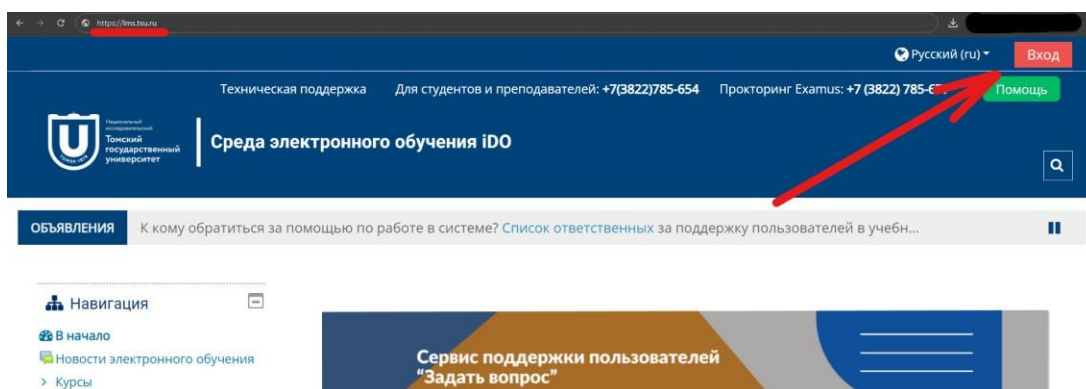 https://lms.tsu.ru
Русский (ru)
Вход
Техническая поддержка
Для студентов и преподавателей: +7(3822)785-654
Прокторинг Examus: +7 (3822) 785-6
Помощь
Национальный
исследовательский
Томский
государственный
университет
Среда электронного обучения iDO
ОБЪЯВЛЕНИЯ
К кому обратиться за помощью по работе в системе? Список ответственных за поддержку пользователей в учебн...
Навигация
В начало
Новости электронного обучения
Курсы
Сервис поддержки пользователей
"Задать вопрос"